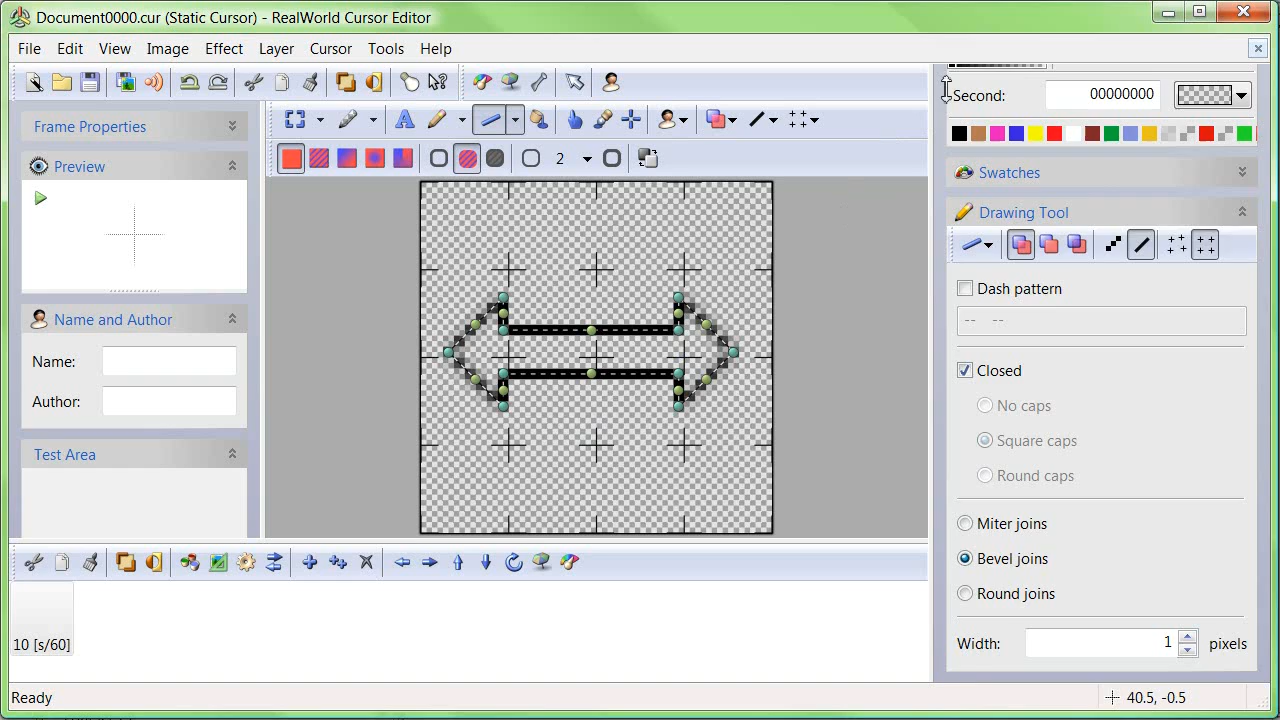 Document0000.cur (Static Cursor) - RealWorld Cursor Editor
File Edit View Image Effect Layer Cursor Tools Help
Second: 00000000
Frame Properties
2
Preview
Swatches
Drawing Tool
Dash pattern
-- --
Name and Author
Name:
Closed
Author:
No caps
Square caps
Test Area
Round caps
Miter joins
Bevel joins
Round joins
10 [s/60]
Width: 1 pixels
Ready
40.5, -0.5